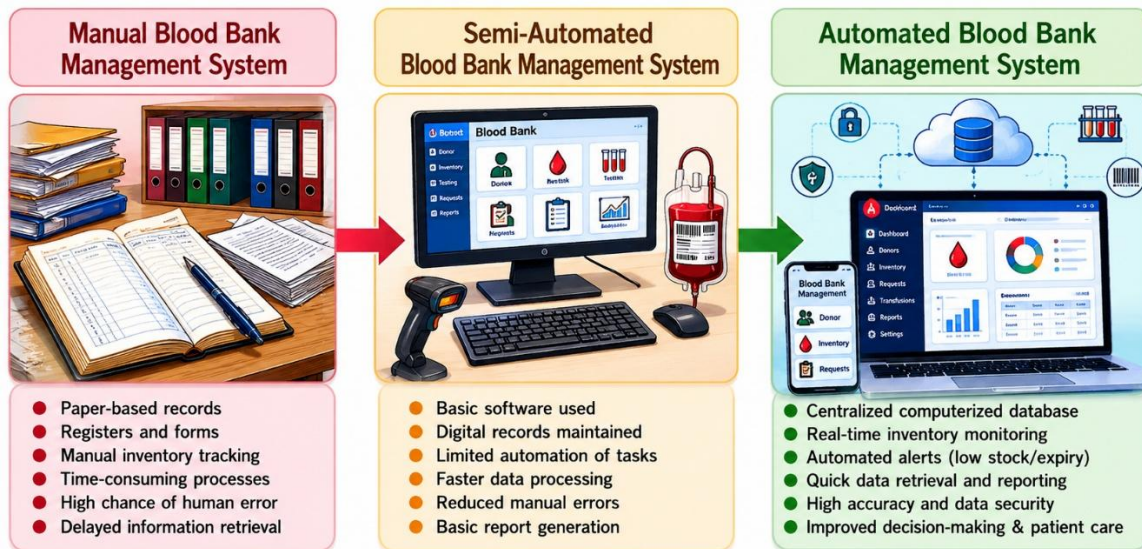 Manual Blood Bank
Management System
Paper-based records
Registers and forms
Manual inventory tracking
Time-consuming processes
High chance of human error
Delayed information retrieval
Semi-Automated
Blood Bank Management System
Blood Bank
Donor
Inventory
Testing
Requests
Reports
Basic software used
Digital records maintained
Limited automation of tasks
Faster data processing
Reduced manual errors
Basic report generation
Automated Blood Bank
Management System
Dashboard
Donors
Inventory
Requests
Transfusions
Reports
Settings
Blood Bank
Management
Donor
Inventory
Requests
Centralized computerized database
Real-time inventory monitoring
Automated alerts (low stock/expiry)
Quick data retrieval and reporting
High accuracy and data security
Improved decision-making & patient care